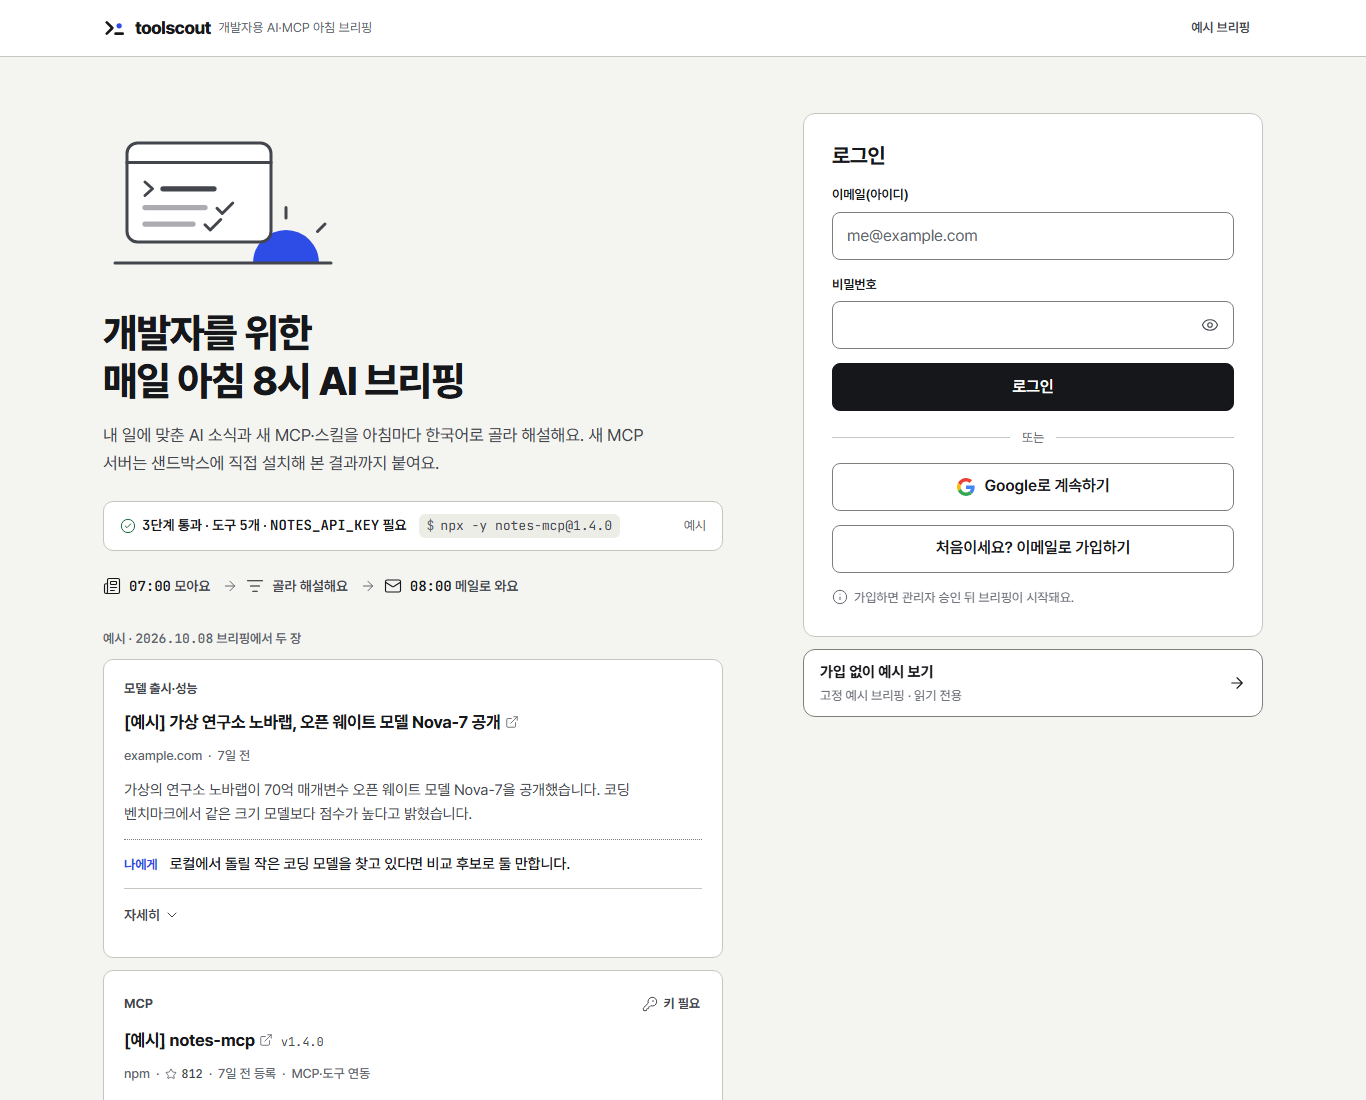 toolscout 개발자용 AI·MCP 아침 브리핑
예시 브리핑
개발자를 위한
매일 아침 8시 AI 브리핑
내 일에 맞춘 AI 소식과 새 MCP·스킬을 아침마다 한국어로 골라 해설해요. 새 MCP
서버는 샌드박스에 직접 설치해 본 결과까지 붙여요.
3단계 통과 · 도구 5개 · NOTES_API_KEY 필요 $ npx -y notes-mcp@1.4.0 예시
07:00 모아요 → 골라 해설해요 → 08:00 메일로 와요
예시 · 2026.10.08 브리핑에서 두 장
모델 출시·성능
[예시] 가상 연구소 노바랩, 오픈 웨이트 모델 Nova-7 공개
example.com · 7일 전
가상의 연구소 노바랩이 70억 매개변수 오픈 웨이트 모델 Nova-7을 공개했습니다. 코딩
벤치마크에서 같은 크기 모델보다 점수가 높다고 밝혔습니다.
나에게 로컬에서 돌릴 작은 코딩 모델을 찾고 있다면 비교 후보로 둘 만합니다.
자세히
MCP 키 필요
[예시] notes-mcp v1.4.0
npm · 812 · 7일 전 등록 · MCP·도구 연동
로그인
이메일(아이디)
me@example.com
비밀번호
로그인
또는
Google로 계속하기
처음이세요? 이메일로 가입하기
가입하면 관리자 승인 뒤 브리핑이 시작돼요.
가입 없이 예시 보기
고정 예시 브리핑 · 읽기 전용